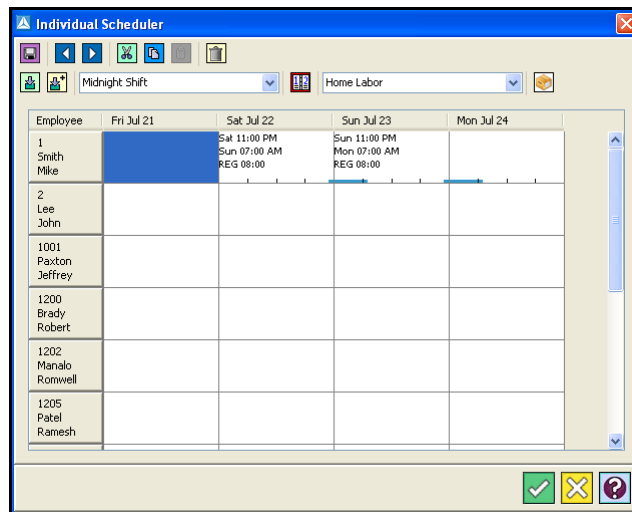 Individual Scheduler
Midnight Shift
Home Labor
Employee Fri Jul 21 Sat Jul 22 Sun Jul 23 Mon Jul 24
1
Smith
Mike
Sat 11:00 PM
Sun 07:00 AM
REG 08:00
Sun 11:00 PM
Mon 07:00 AM
REG 08:00
2
Lee
John
1001
Paxton
Jeffrey
1200
Brady
Robert
1202
Manalo
Romwell
1205
Patel
Ramesh
?